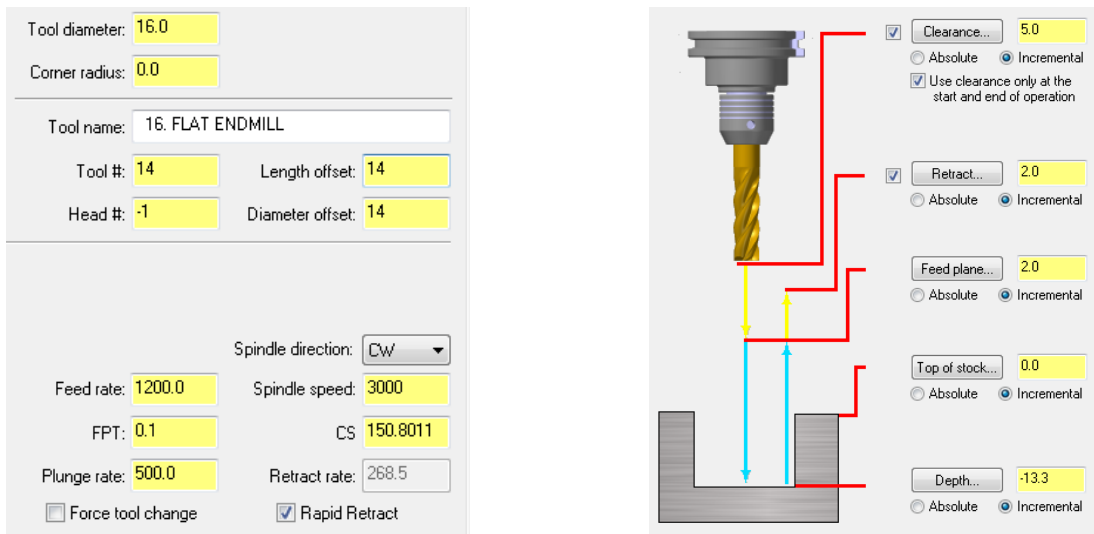 Tool diameter: 16.0
Corner radius: 0.0
Tool name: 16. FLAT ENDMILL
Tool #: 14 Length offset: 14
Head #: -1 Diameter offset: 14
Spindle direction: CW
Feed rate: 1200.0 Spindle speed: 3000
FPT: 0.1 CS 150.8011
Plunge rate: 500.0 Retract rate: 268.5
Force tool change Rapid Retract
Clearance... 5.0
Absolute Incremental
Use clearance only at the
start and end of operation
Retract... 2.0
Absolute Incremental
Feed plane... 2.0
Absolute Incremental
Top of stock... 0.0
Absolute Incremental
Depth... -13.3
Absolute Incremental